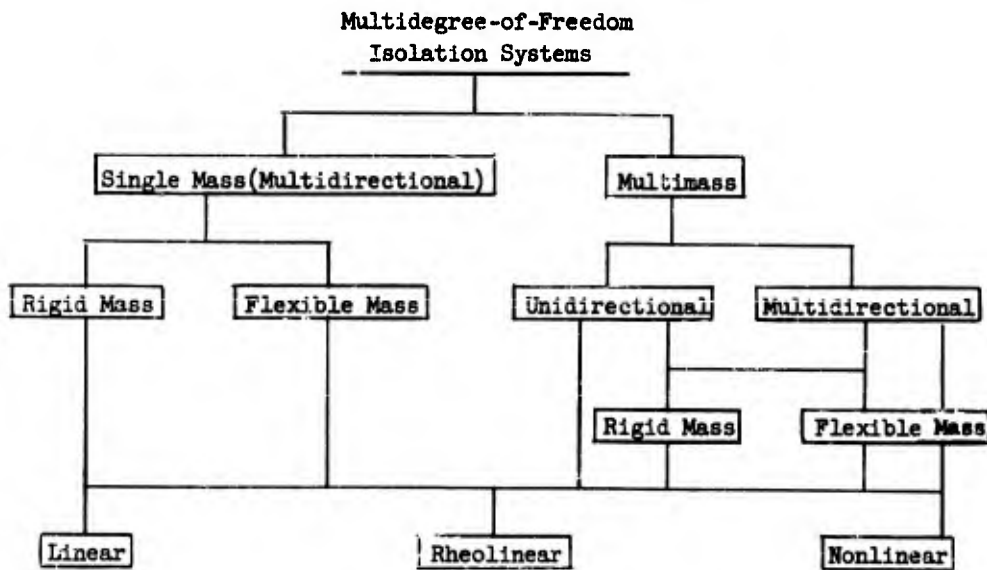 Multidegree-of-Freedom
Isolation Systems
Single Mass(Multidirectional)
Multimass
Rigid Mass
Flexible Mass
Unidirectional
Multidirectional
Rigid Mass
Flexible Mass
Linear
Rheolinear
Nonlinear